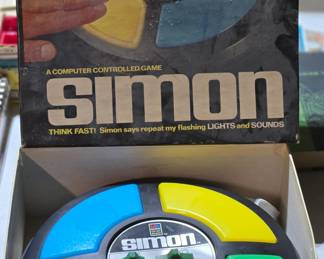 A COMPUTER CONTROLLED GAME
simon
THINK FAST! Simon says repeat my flashing LIGHTS and SOUNDS
simon